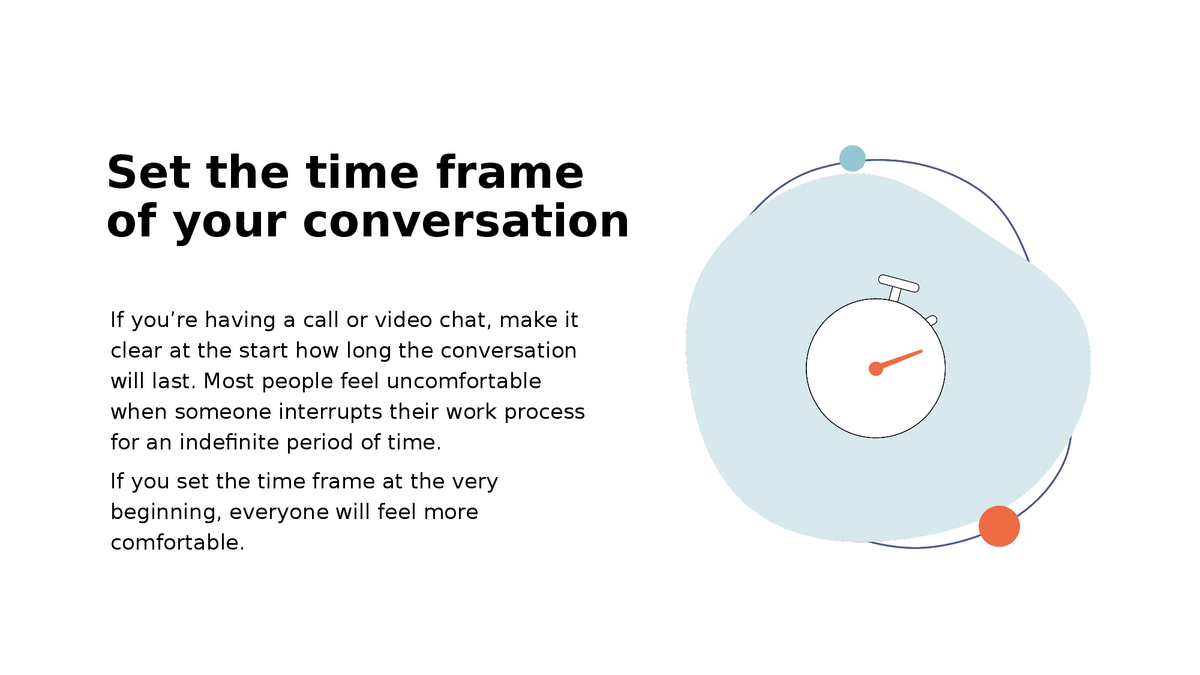 Set the time frame
of your conversation
If you’re having a call or video chat, make it
clear at the start how long the conversation
will last. Most people feel uncomfortable
when someone interrupts their work process
for an indefinite period of time.
If you set the time frame at the very
beginning, everyone will feel more
comfortable.